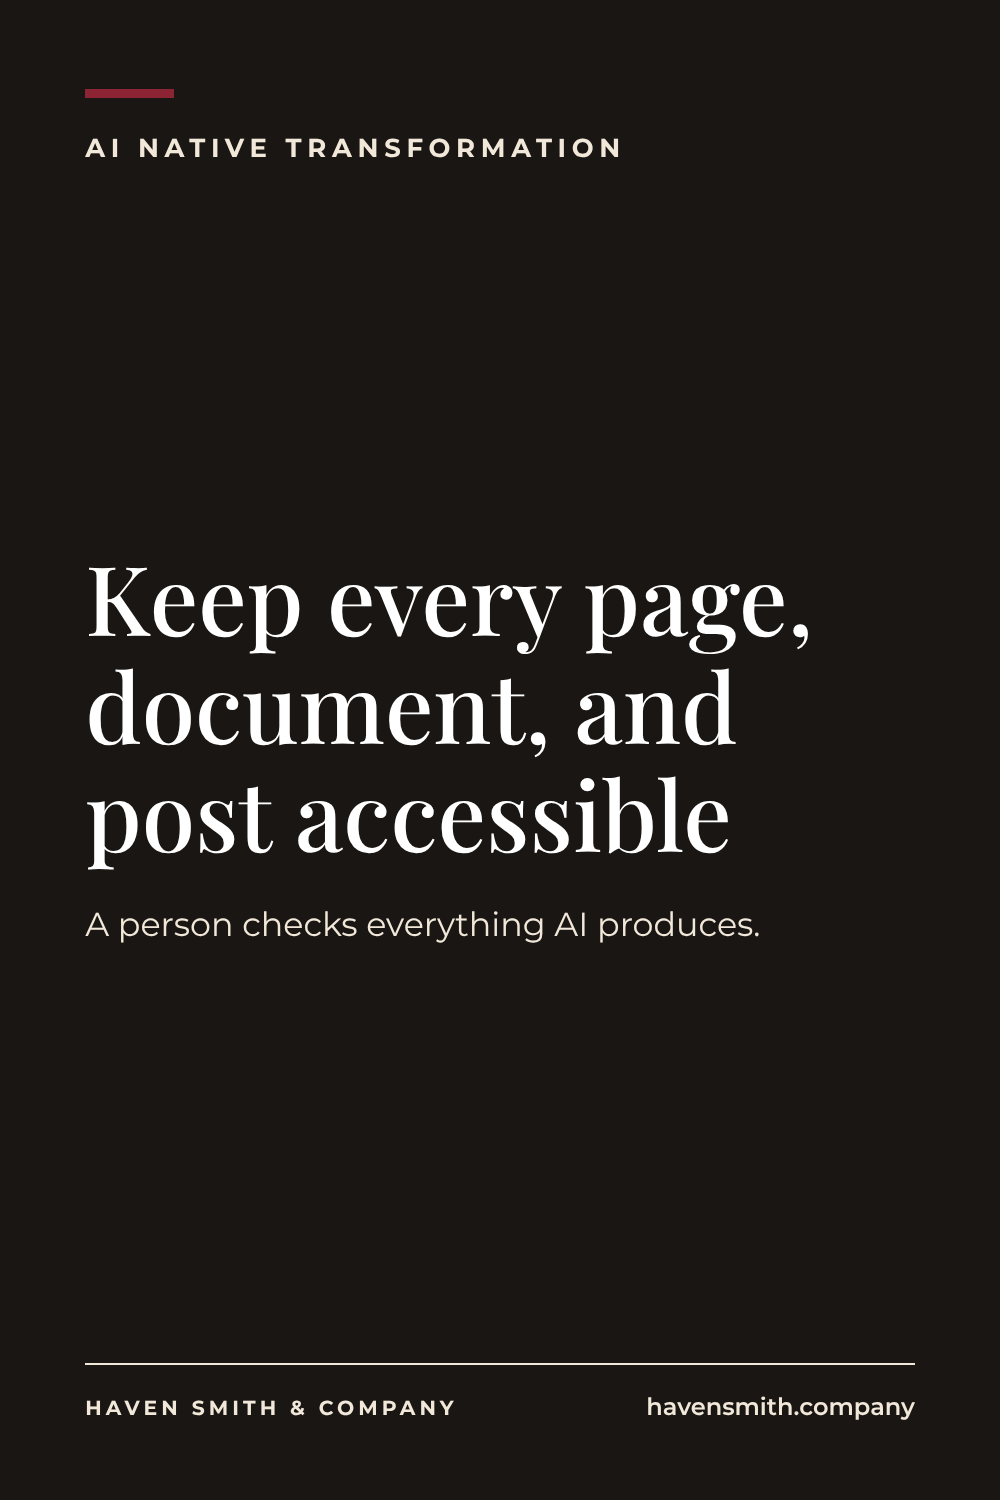 AI NATIVE TRANSFORMATION
Keep every page,
document, and
post accessible
A person checks everything AI produces.
HAVEN SMITH & COMPANY
havensmith.company